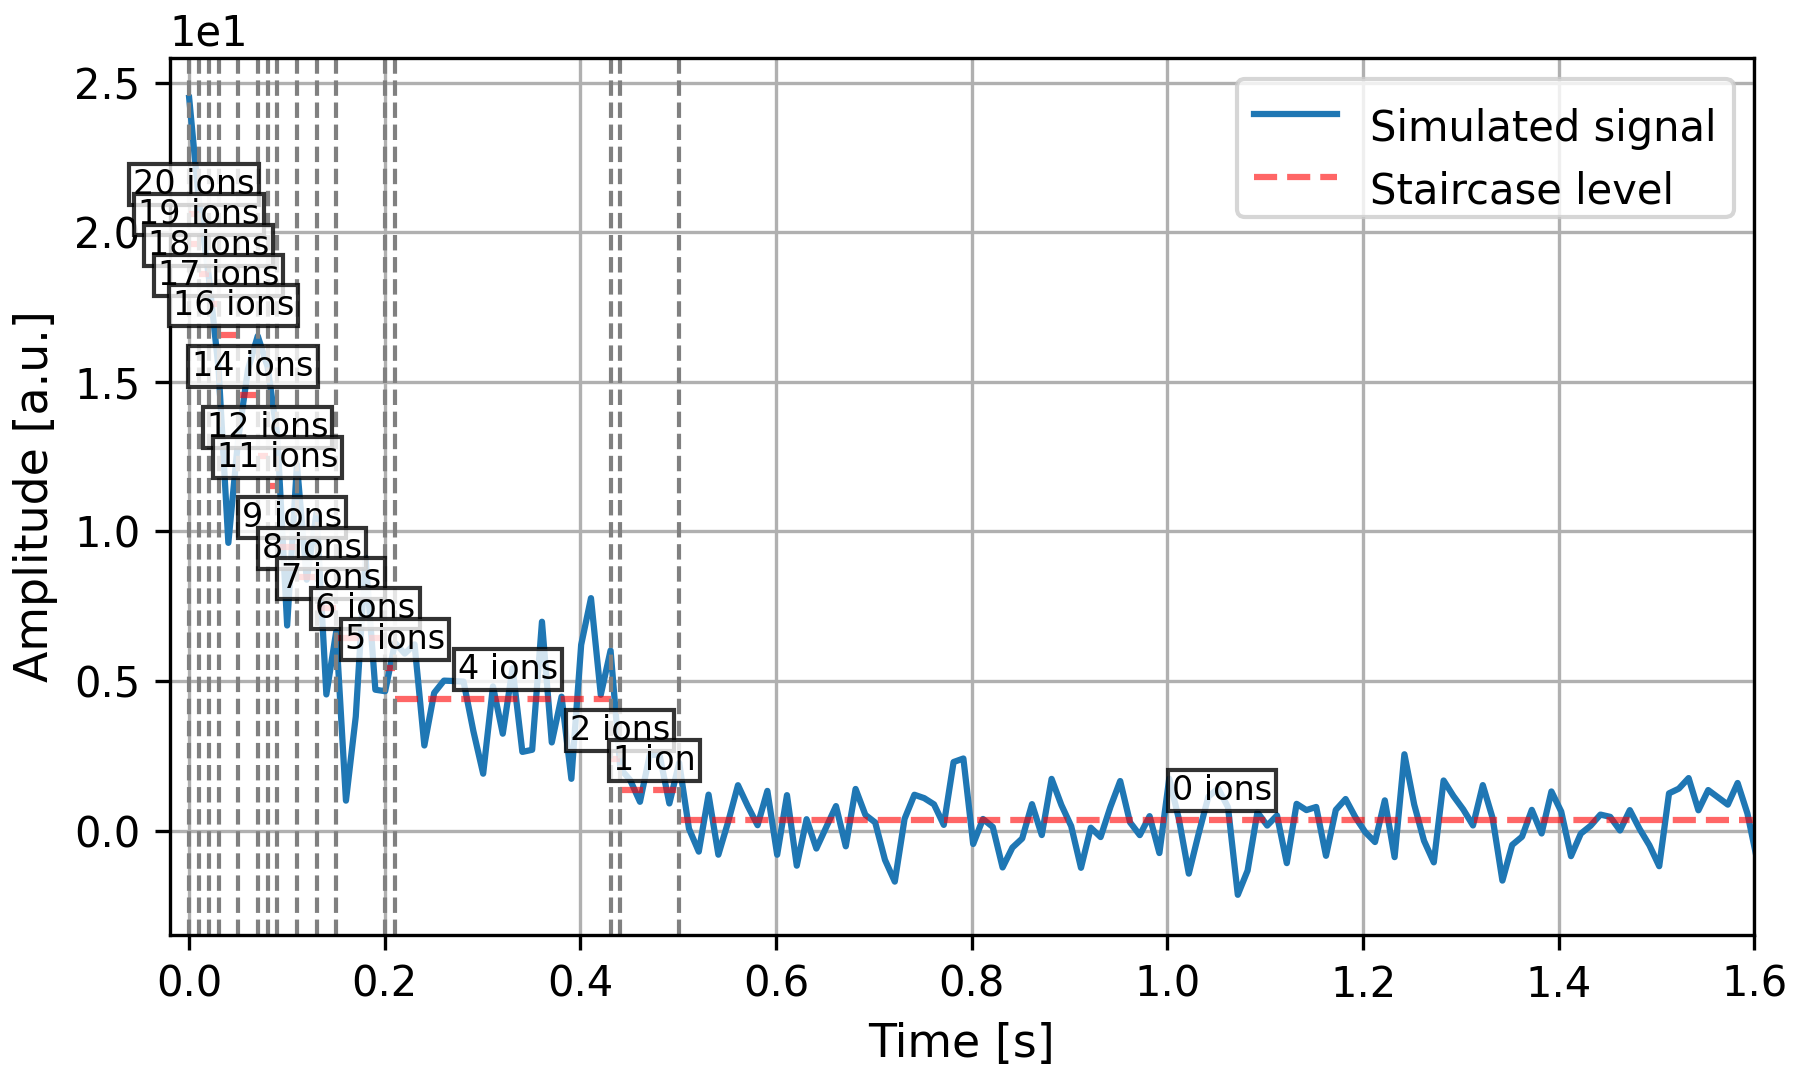 1e1
2.5
2.0
1.5
1.0
0.5
0.0
Amplitude [a.u.]
Simulated signal
Staircase level
20 ions
19 ions
18 ions
17 ions
16 ions
14 ions
12 ions
11 ions
9 ions
8 ions
7 ions
6 ions
5 ions
4 ions
2 ions
1 ion
0 ions
0.0 0.2 0.4 0.6 0.8 1.0 1.2 1.4 1.6
Time [s]